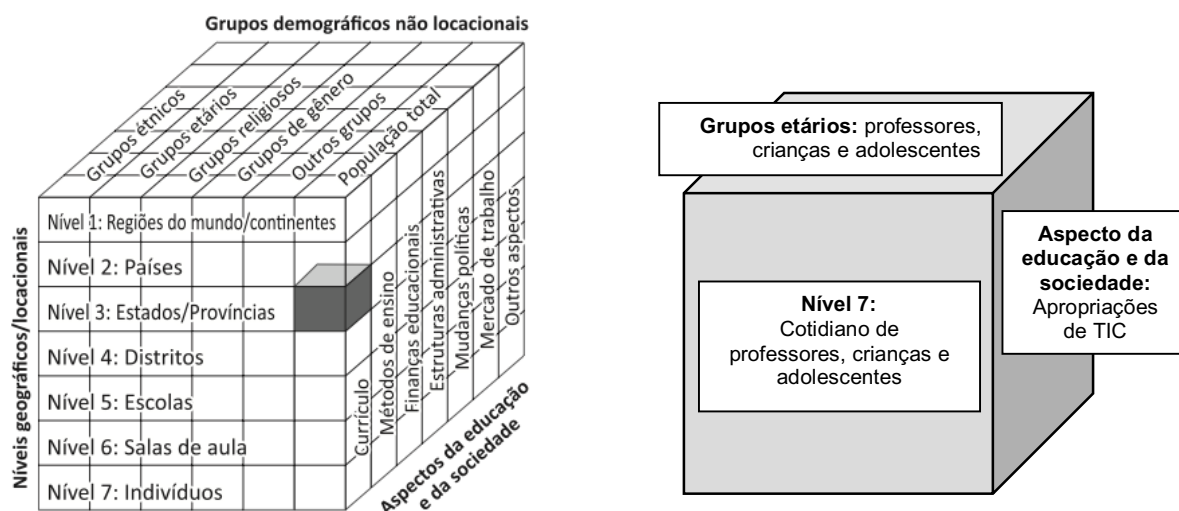 Grupos demográficos não locacionais
Grupos étnicos
Grupos etários
Grupos religiosos
Grupos de gênero
Outros grupos
População total
Níveis geográficos/locacionais
Nível 1: Regiões do mundo/continentes
Nível 2: Países
Nível 3: Estados/Províncias
Nível 4: Distritos
Nível 5: Escolas
Nível 6: Salas de aula
Nível 7: Indivíduos
Currículo
Métodos de ensino
Finanças educacionais
Estruturas administrativas
Mudanças políticas
Mercado de trabalho
Outros aspectos
Aspectos da educação
e da sociedade
Grupos etários: professores,
crianças e adolescentes
Nível 7:
Cotidiano de
professores, crianças e
adolescentes
Aspecto da
educação e da
sociedade:
Apropriações
de TIC